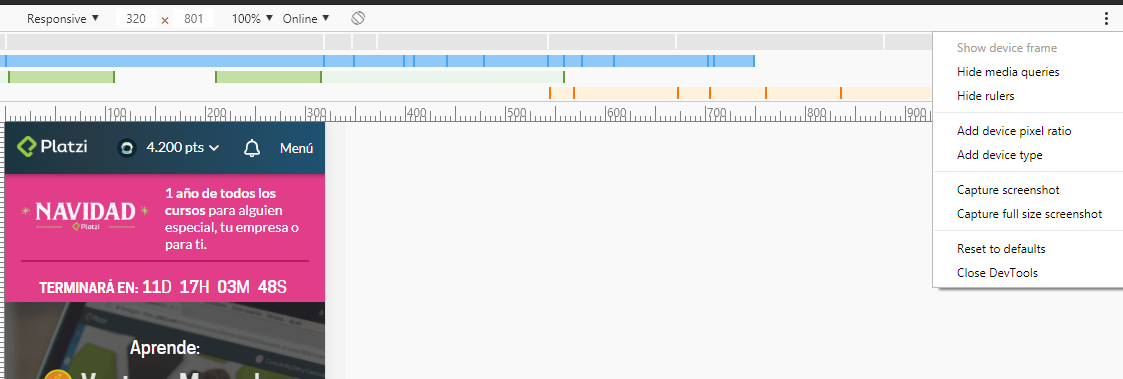 Responsive ▼ 320 × 801 100% ▼ Online ▼
Show device frame
Hide media queries
Hide rulers
Add device pixel ratio
Add device type
Capture screenshot
Capture full size screenshot
Reset to defaults
Close DevTools
100 200 300 400 500 600 700 800 900
Platzi 4.200 pts Menú
NAVIDAD
Platzi
1 año de todos los
cursos para alguien
especial, tu empresa o
para ti.
TERMINARÁ EN: 11D 17H 03M 48S
Aprende: